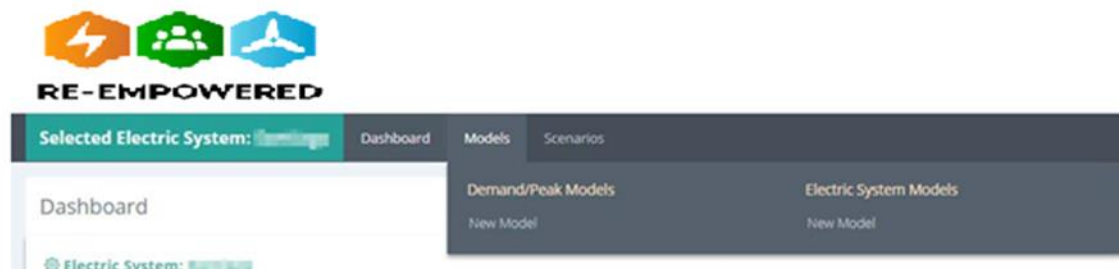 RE-EMPOWERED
Selected Electric System:
Dashboard
Models
Scenarios
Demand/Peak Models
Electric System Models
New Model
New Model
Dashboard
Electric System: